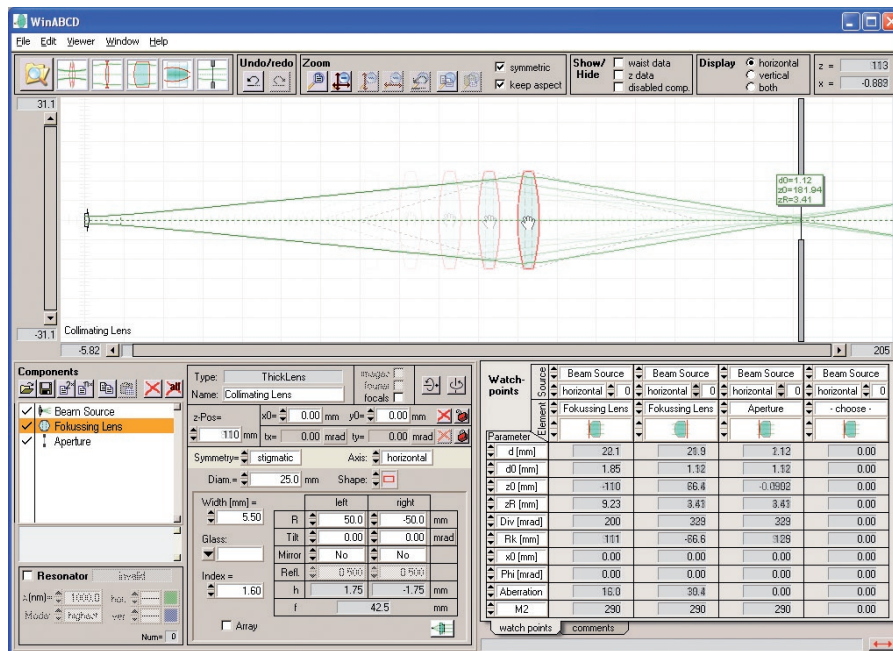 WinABCD
File Edit Viewer Window Help
Undo/redo Zoom symmetric keep aspect
Show/Hide waist data z data disabled comp.
Display horizontal vertical both
z = 113
x = -0.883
31.1
d0=1.12
z0=181.94
zR=3.41
-31.1
Collimating Lens
-5.82 205
Components
Beam Source
Fokussing Lens
Aperture
Resonator invalid
λ(nm)= 1000.0 hor.
Mode: highest ver.
Num= 0
Type: ThickLens
images
fourier
focals
Name: Collimating Lens
z-Pos= x0= 0.00 mm y0= 0.00 mm
110 mm tx= 0.00 mrad ty= 0.00 mrad
Symmetry= stigmatic Axis: horizontal
Diam.= 25.0 mm Shape:
Width [mm] = 5.50
Glass:
Index = 1.60
left right
R 50.0 -50.0 mm
Tilt 0.00 0.00 mrad
Mirror No No
Refl. 0.500 0.500
h 1.75 -1.75 mm
f 42.5 mm
Array
Watch-points
Source Beam Source Beam Source Beam Source Beam Source
horizontal 0 horizontal 0 horizontal 0 horizontal 0
Element Fokussing Lens Fokussing Lens Aperture - choose -
Parameter
d [mm] 22.1 21.9 1.12 0.00
d0 [mm] 1.85 1.12 1.12 0.00
z0 [mm] -110 66.4 -0.0902 0.00
zR [mm] 9.23 3.41 3.41 0.00
Div [mrad] 200 329 329 0.00
Rk [mm] 111 -66.6 129 0.00
x0 [mm] 0.00 0.00 0.00 0.00
Phi [mrad] 0.00 0.00 0.00 0.00
Aberration 16.0 39.4 0.00 0.00
M2 290 290 290 0.00
watch points comments